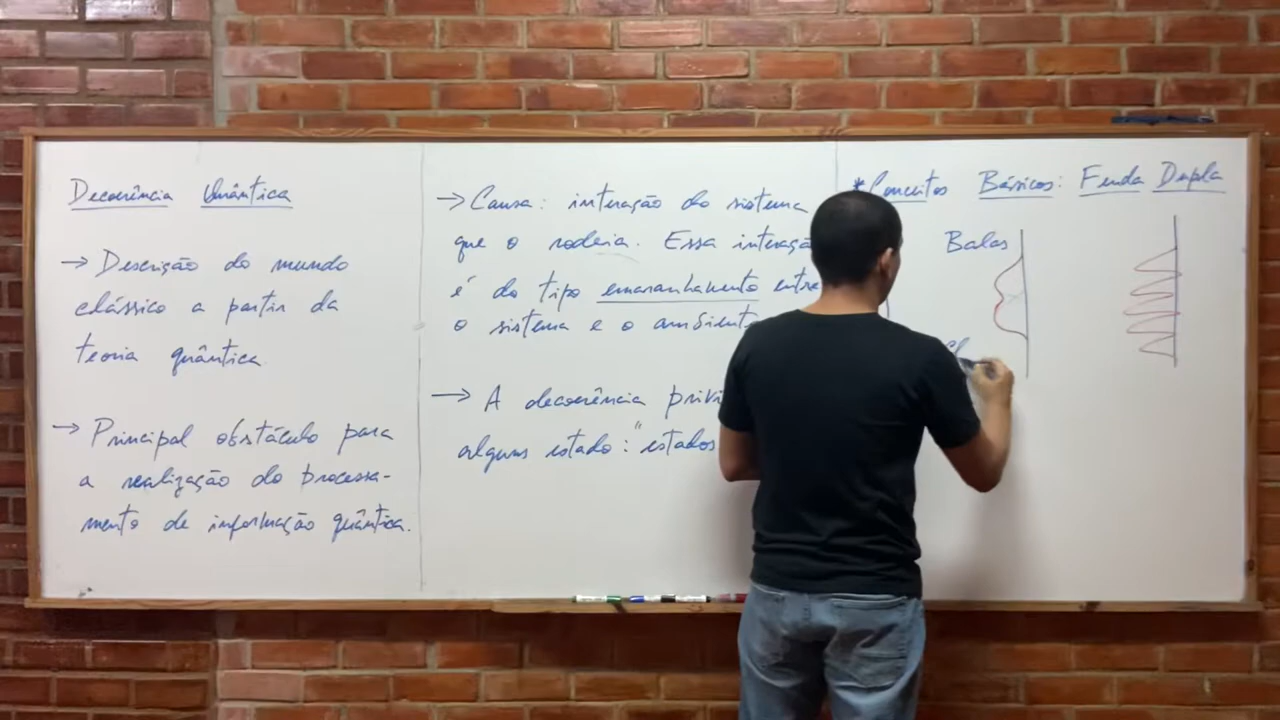 Decoerência Quântica
→ Descrição do mundo
clássico a partir da
teoria quântica.
→ Principal obstáculo para
a realização do processa-
mento de informação quântica.
→ Causa: interação do sistema
que o rodeia. Essa interação
é do tipo emaranhamento entre
o sistema e o ambiente
→ A decoerência
alguns estado: "estados
*Conceitos Básicos: Fenda Dupla
Balas